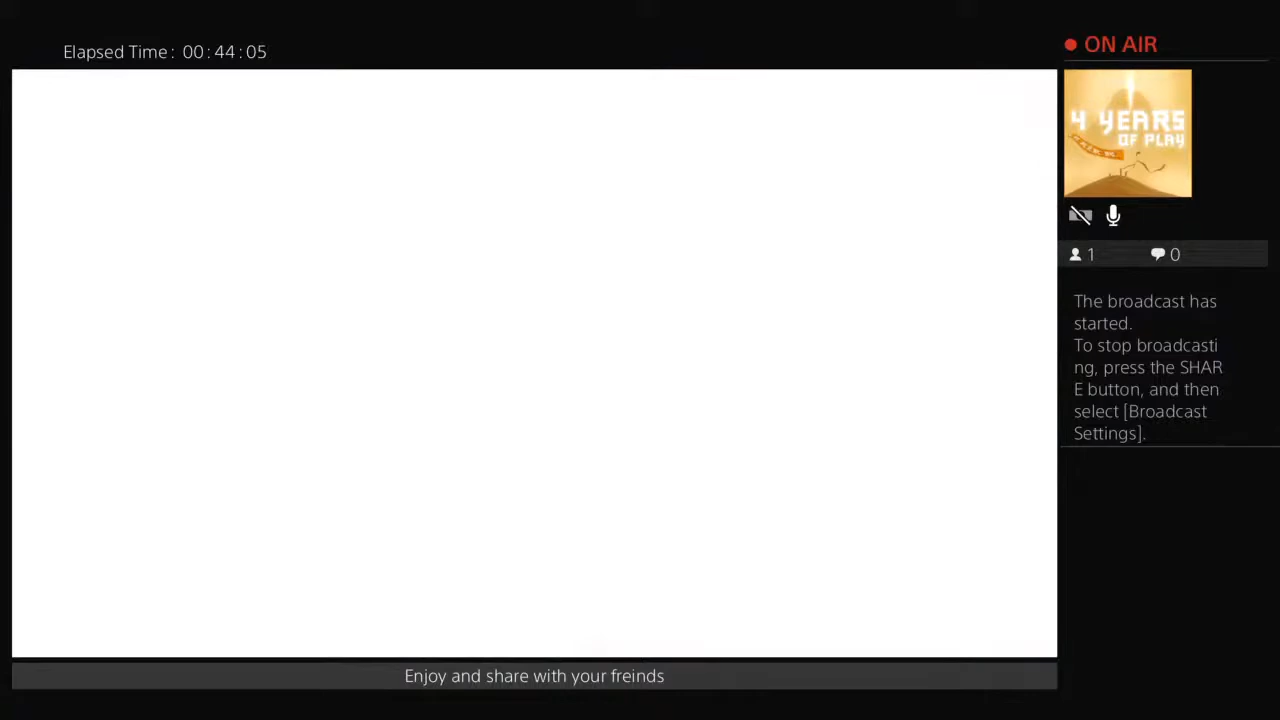 Elapsed Time: 00:44:05
ON AIR
4 YEARS
OF PLAY
1
0
The broadcast has
started.
To stop broadcasti
ng, press the SHAR
E button, and then
select [Broadcast
Settings].
Enjoy and share with your freinds